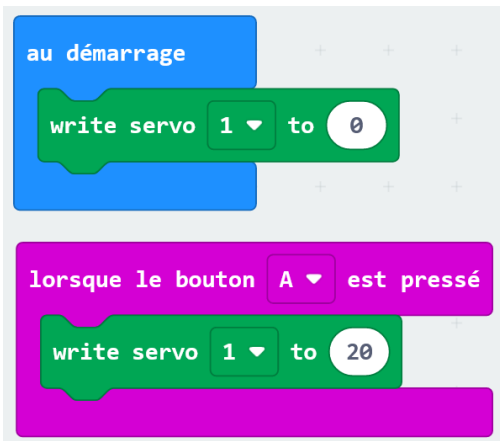 au démarrage
write servo 1 to 0
lorsque le bouton A est pressé
write servo 1 to 20